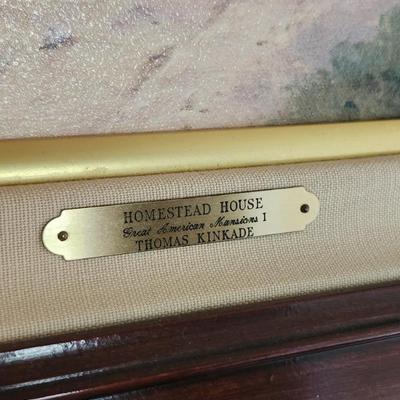 HOMESTEAD HOUSE
Great American Mansions I
THOMAS KINKADE